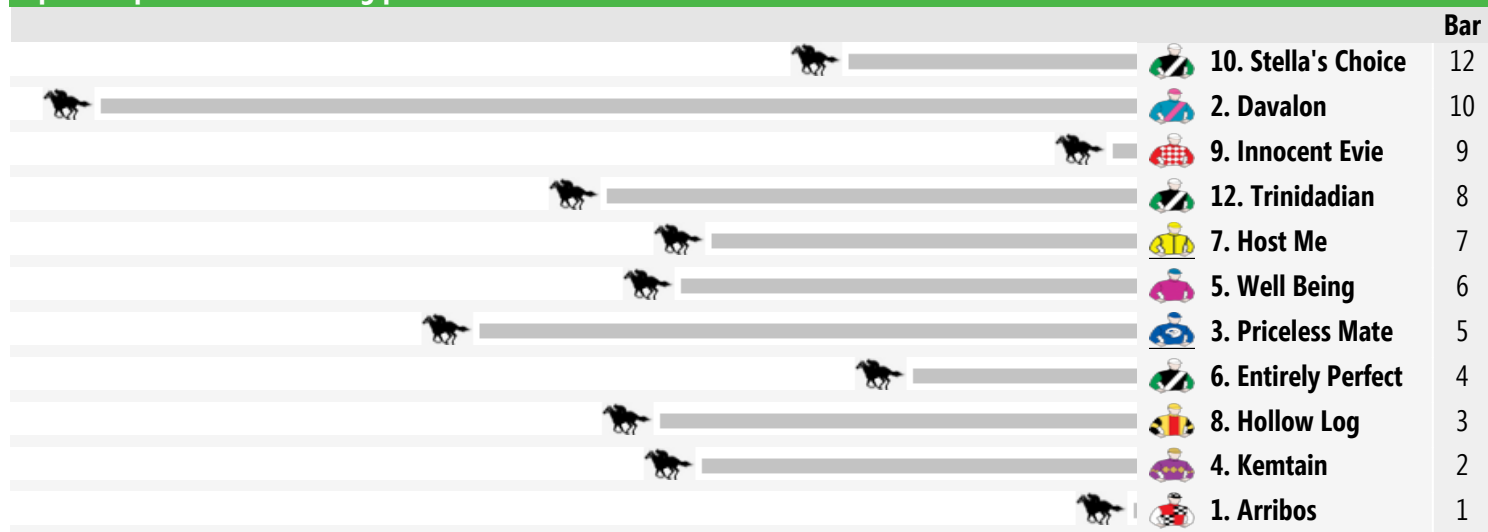 Bar
10. Stella's Choice 12
2. Davalon 10
9. Innocent Evie 9
12. Trinidadian 8
7. Host Me 7
5. Well Being 6
3. Priceless Mate 5
6. Entirely Perfect 4
8. Hollow Log 3
4. Kemtain 2
1. Arribos 1